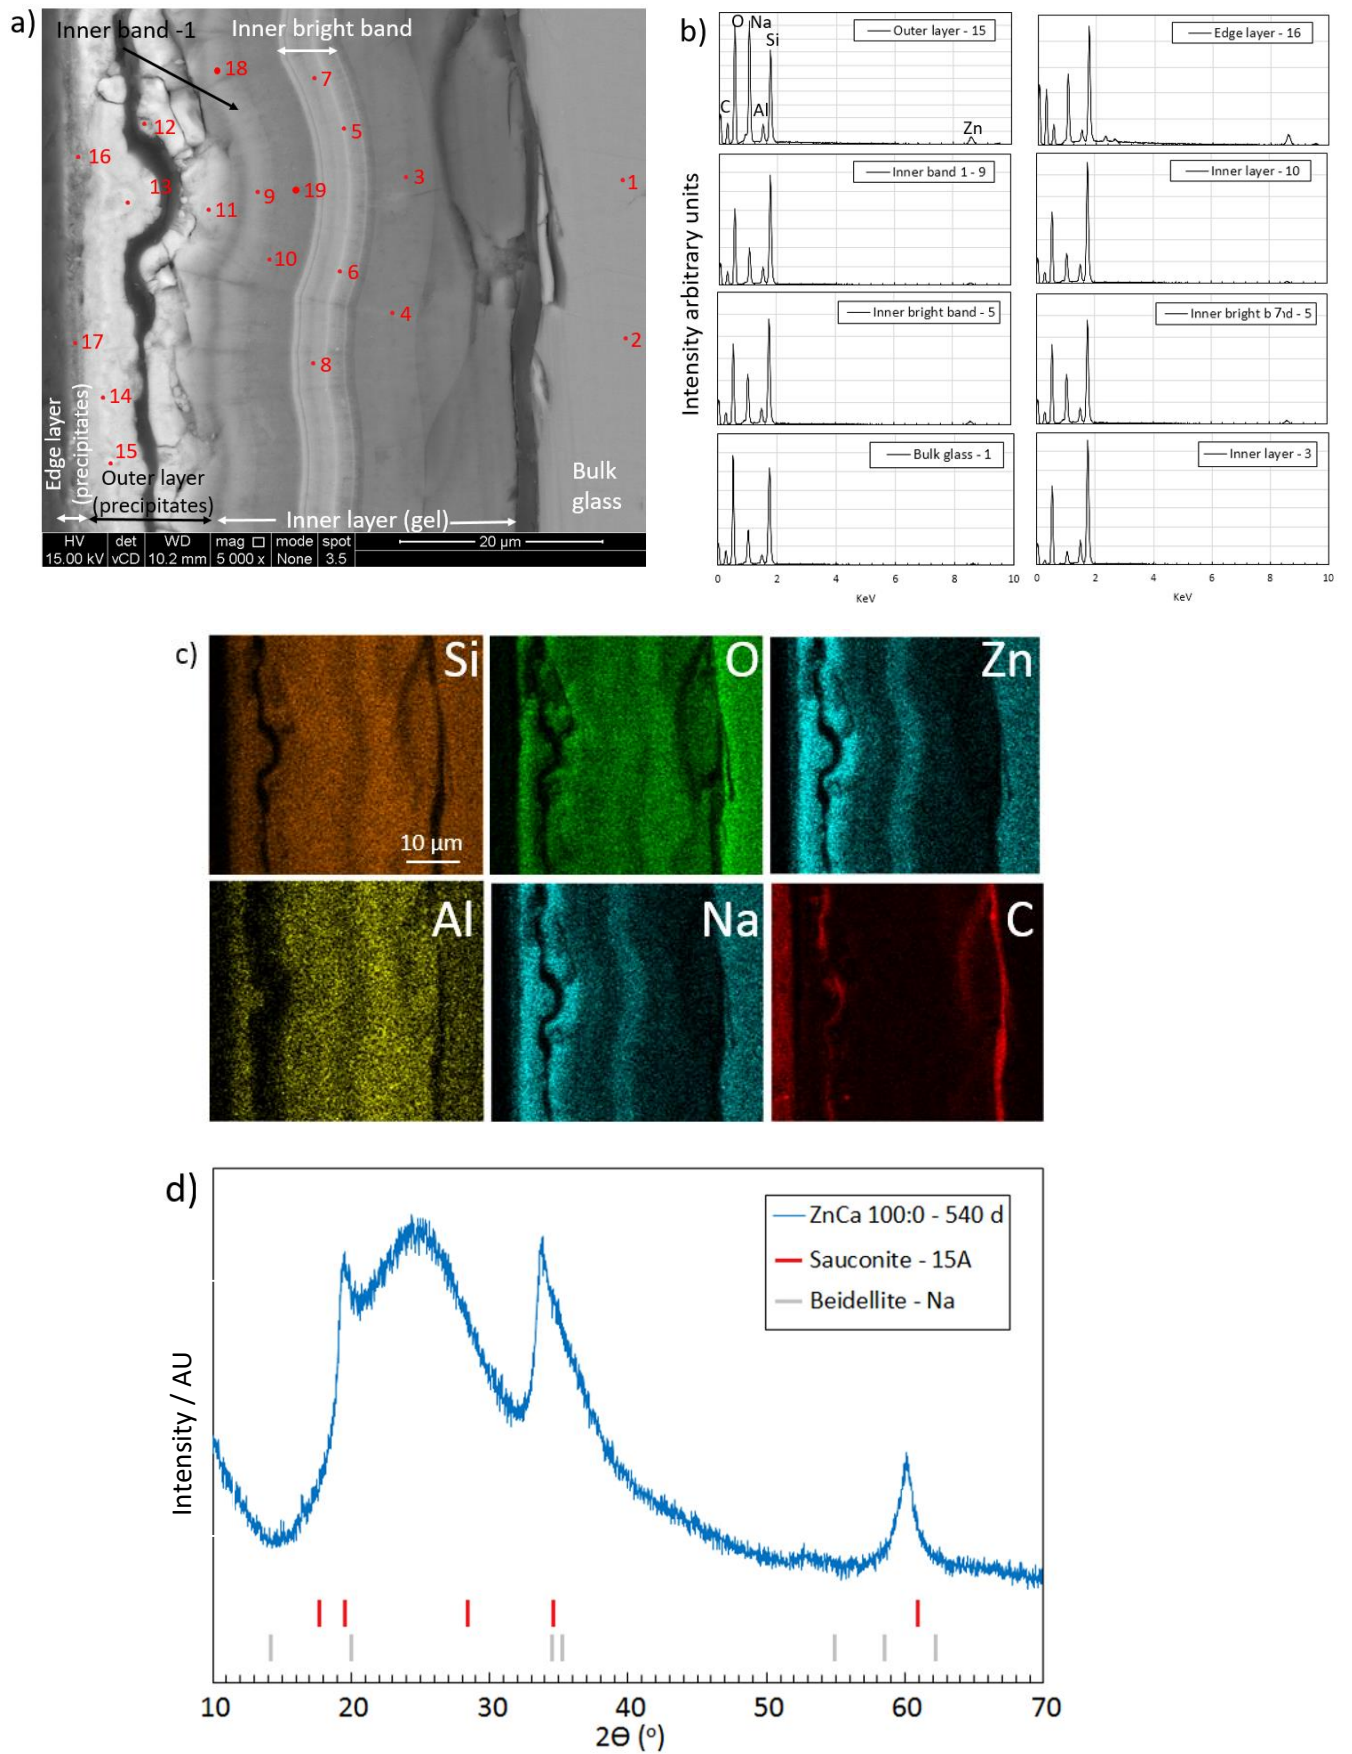 a)
Inner band -1
Inner bright band
18
7
12
5
16
3
1
13
9
19
11
10
6
4
17
2
8
14
15
Edge layer
(precipitates)
Outer layer
(precipitates)
Inner layer (gel)
Bulk
glass
HV det WD mag mode spot
15.00 kV vCD 10.2 mm 5 000 x None 3.5
20 µm
b)
Intensity arbitrary units
O Na
Si
C
Al
Zn
Outer layer - 15
Edge layer - 16
Inner band 1 - 9
Inner layer - 10
Inner bright band - 5
Inner bright b 7nd - 5
Bulk glass - 1
Inner layer - 3
0 2 4 6 8 10
KeV
0 2 4 6 8 10
KeV
c)
Si
O
Zn
10 µm
Al
Na
C
d)
ZnCa 100:0 - 540 d
Sauconite - 15A
Beidellite - Na
Intensity / AU
10 20 30 40 50 60 70
2Ɵ (°)